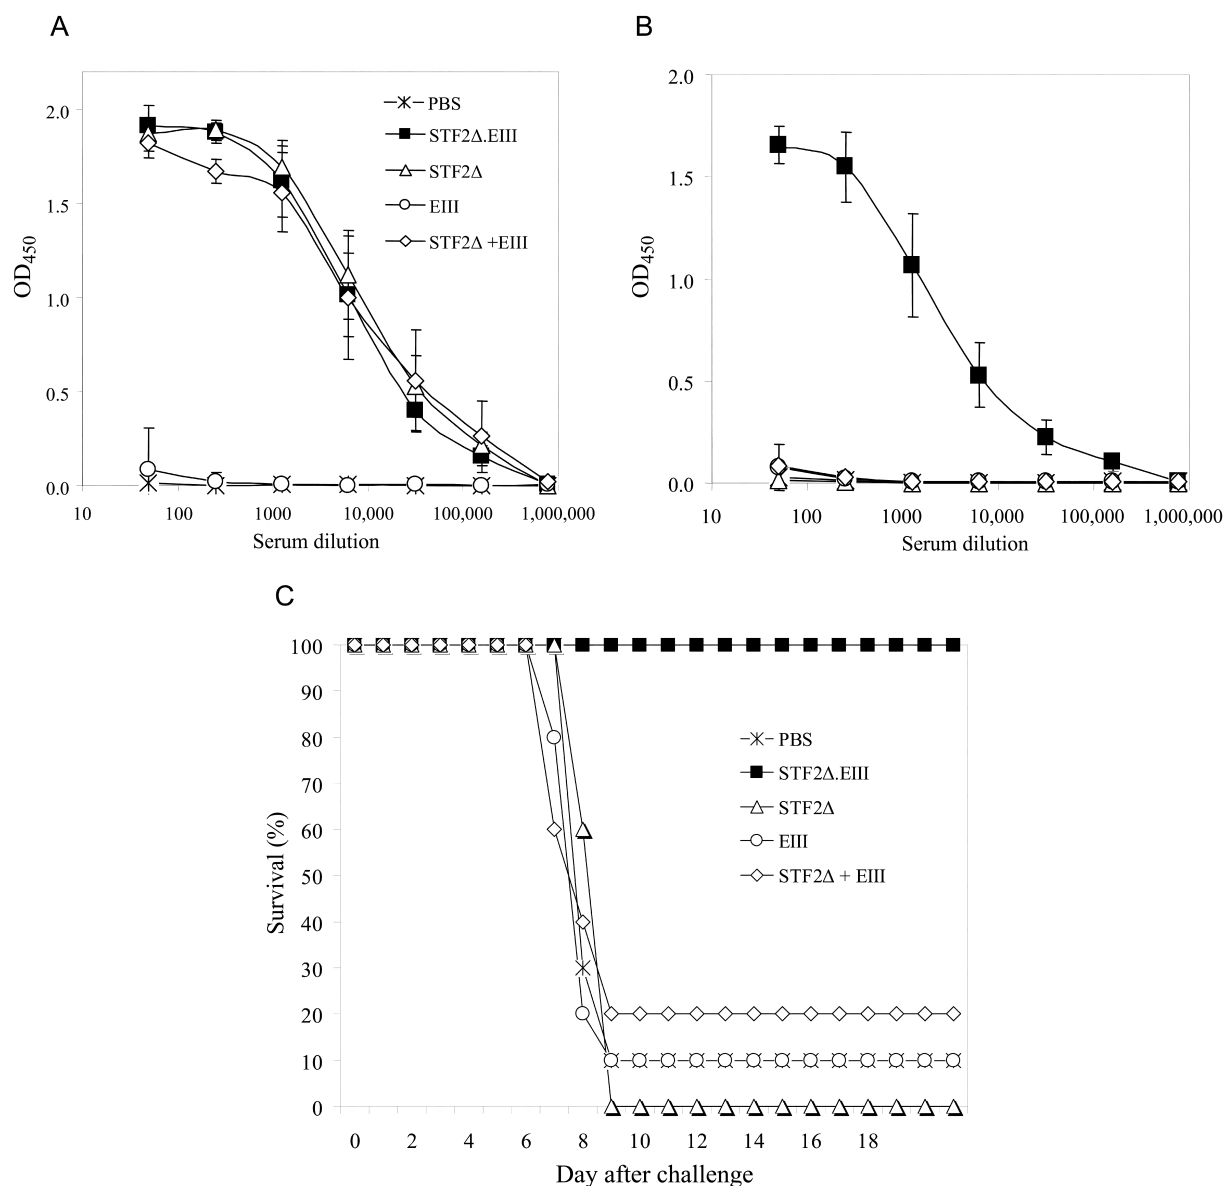 A
B
2.0
1.5
1.0
0.5
0.0
OD450
10
100
1000
10,000
100,000
1,000,000
Serum dilution
PBS
STF2Δ.EIII
STF2Δ
EIII
STF2Δ +EIII
2.0
1.5
1.0
0.5
0.0
OD450
10
100
1000
10,000
100,000
1,000,000
Serum dilution
C
100
90
80
70
60
50
40
30
20
10
0
Survival (%)
PBS
STF2Δ.EIII
STF2Δ
EIII
STF2Δ + EIII
0 2 4 6 8 10 12 14 16 18
Day after challenge